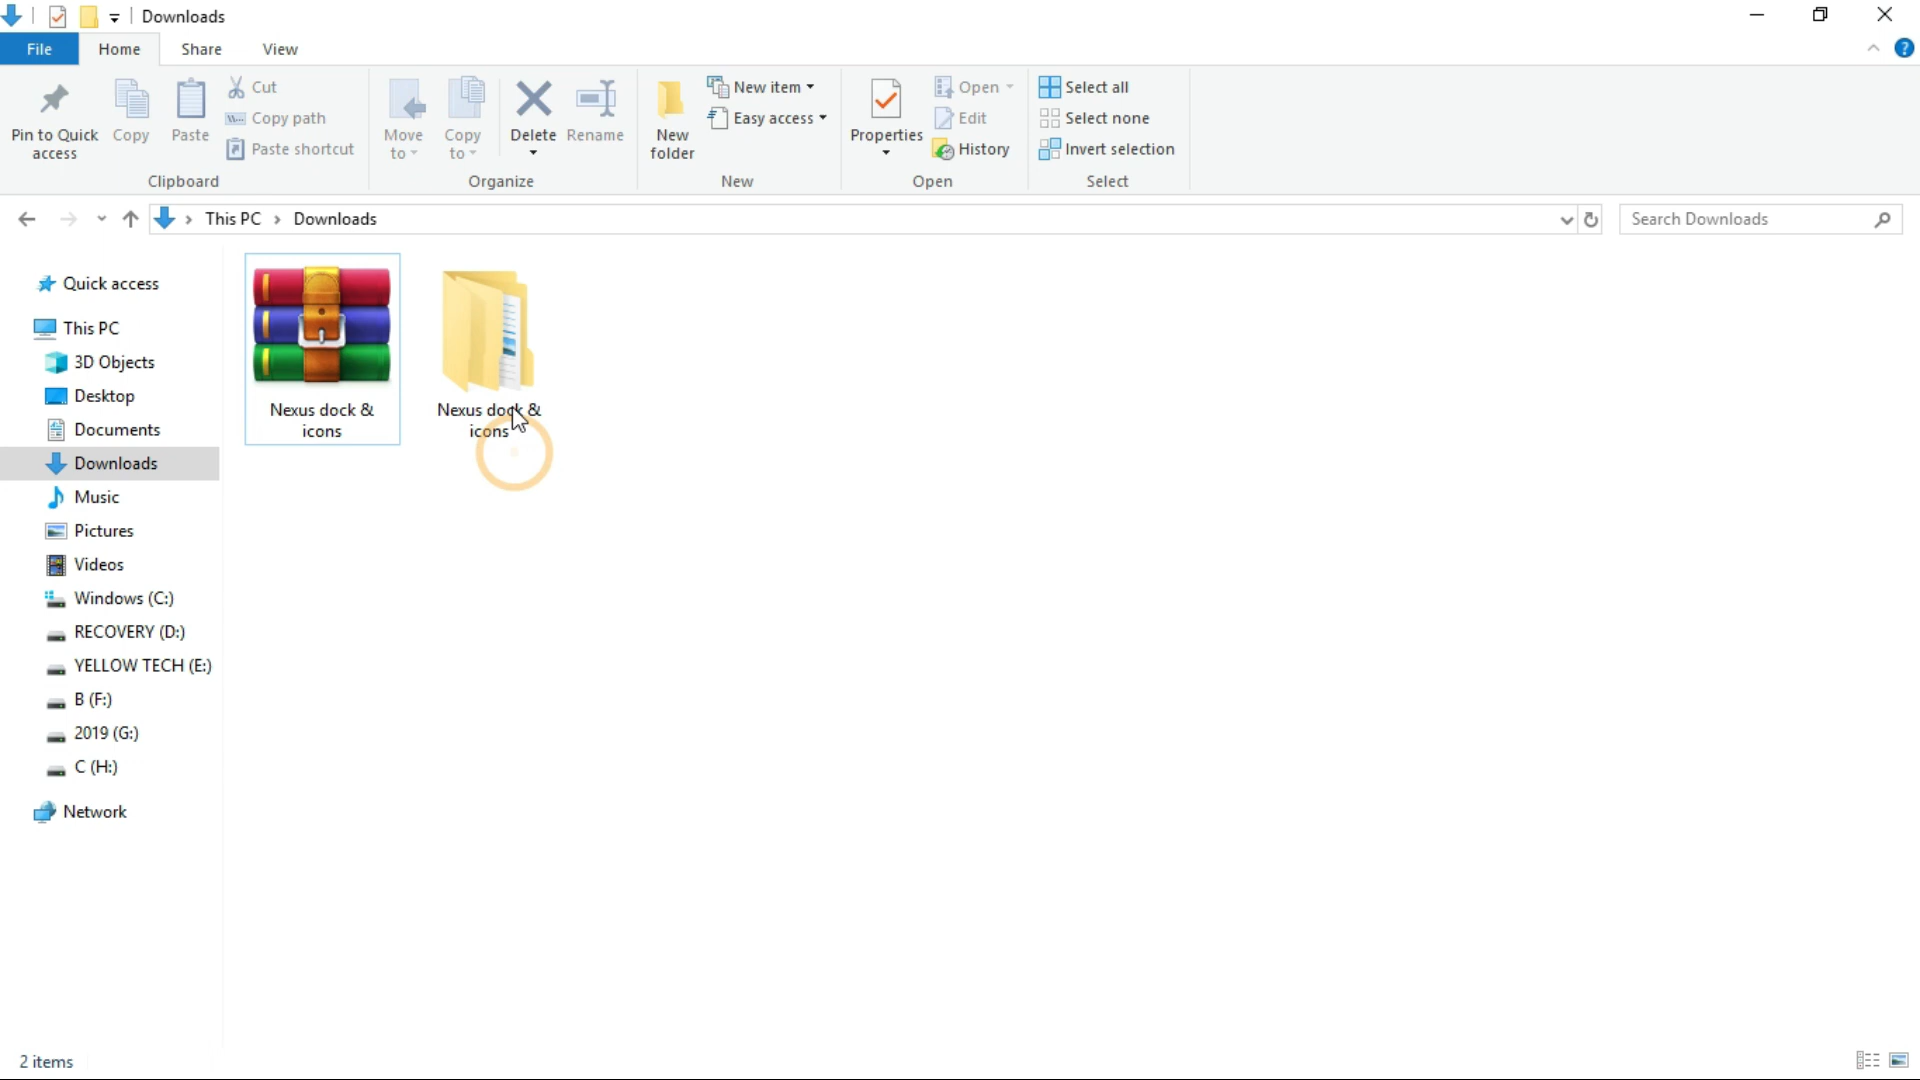 Downloads
File Home Share View
Pin to Quick access
Copy
Paste
Cut
Copy path
Paste shortcut
Clipboard
Move to
Copy to
Delete
Rename
Organize
New folder
New item
Easy access
New
Properties
Open
Edit
History
Open
Select all
Select none
Invert selection
Select
This PC > Downloads
Search Downloads
Quick access
This PC
3D Objects
Desktop
Documents
Downloads
Music
Pictures
Videos
Windows (C:)
RECOVERY (D:)
YELLOW TECH (E:)
B (F:)
2019 (G:)
C (H:)
Network
Nexus dock &
icons
Nexus dock &
icons
2 items